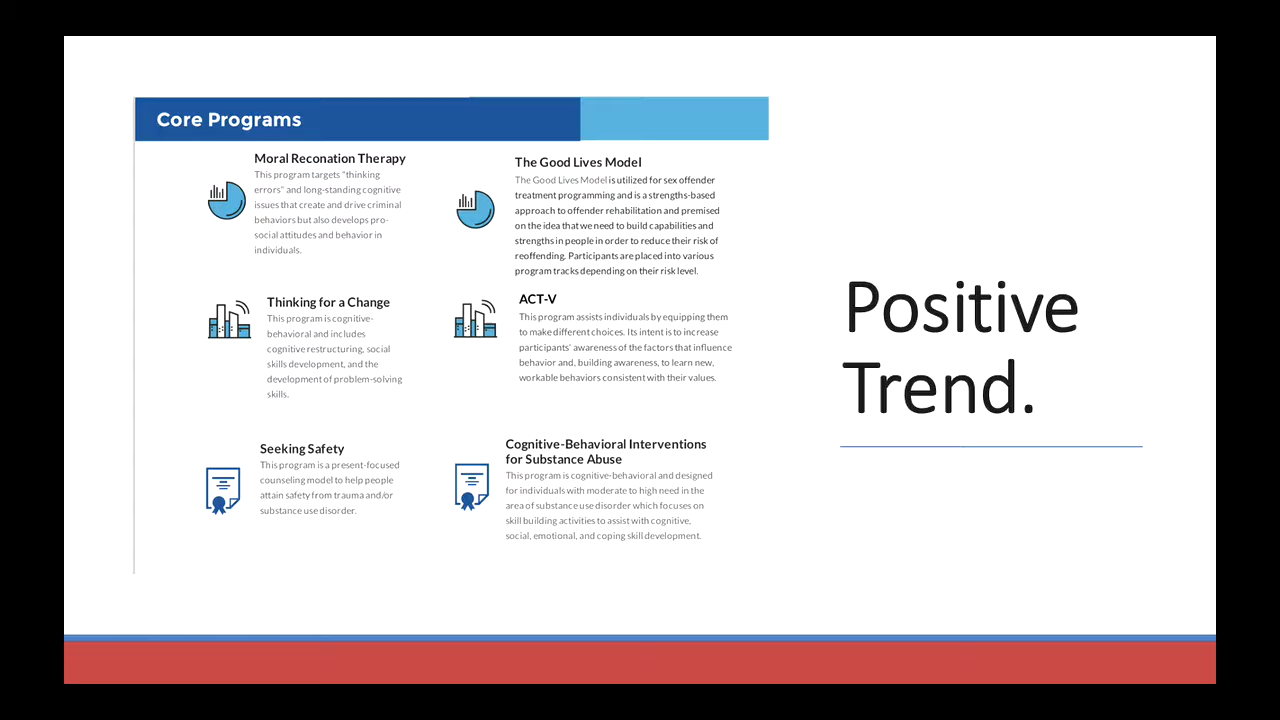 Core Programs
Moral Reconation Therapy
This program targets "thinking
errors" and long-standing cognitive
issues that create and drive criminal
behaviors but also develops pro-
social attitudes and behavior in
individuals.
The Good Lives Model
The Good Lives Model is utilized for sex offender
treatment programming and is a strengths-based
approach to offender rehabilitation and premised
on the idea that we need to build capabilities and
strengths in people in order to reduce their risk of
reoffending. Participants are placed into various
program tracks depending on their risk level.
Thinking for a Change
This program is cognitive-
behavioral and includes
cognitive restructuring, social
skills development, and the
development of problem-solving
skills.
ACT-V
This program assists individuals by equipping them
to make different choices. Its intent is to increase
participants' awareness of the factors that influence
behavior and, building awareness, to learn new,
workable behaviors consistent with their values.
Seeking Safety
This program is a present-focused
counseling model to help people
attain safety from trauma and/or
substance use disorder.
Cognitive-Behavioral Interventions
for Substance Abuse
This program is cognitive-behavioral and designed
for individuals with moderate to high need in the
area of substance use disorder which focuses on
skill building activities to assist with cognitive,
social, emotional, and coping skill development.
Positive
Trend.